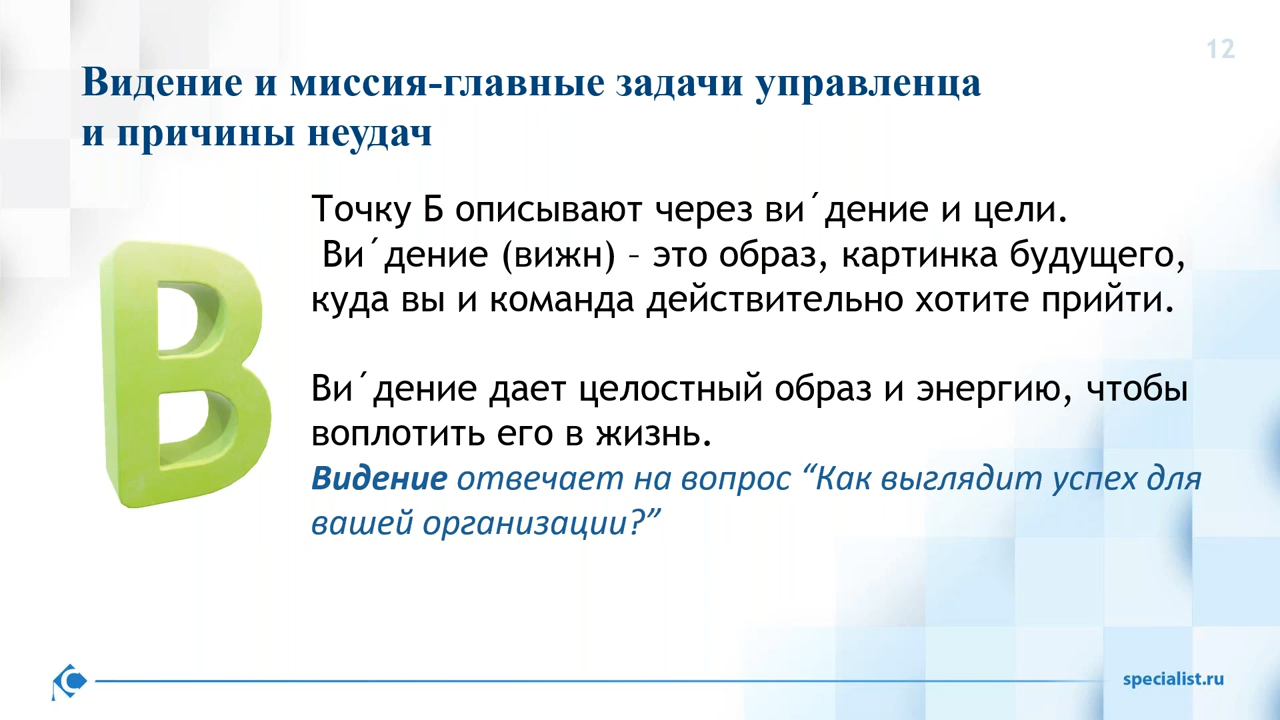 12
Видение и миссия-главные задачи управленца
и причины неудач
Точку Б описывают через ви´дение и цели.
Ви´дение (вижн) – это образ, картинка будущего,
куда вы и команда действительно хотите прийти.
B
Ви´дение дает целостный образ и энергию, чтобы
воплотить его в жизнь.
Видение отвечает на вопрос “Как выглядит успех для
вашей организации?”
specialist.ru